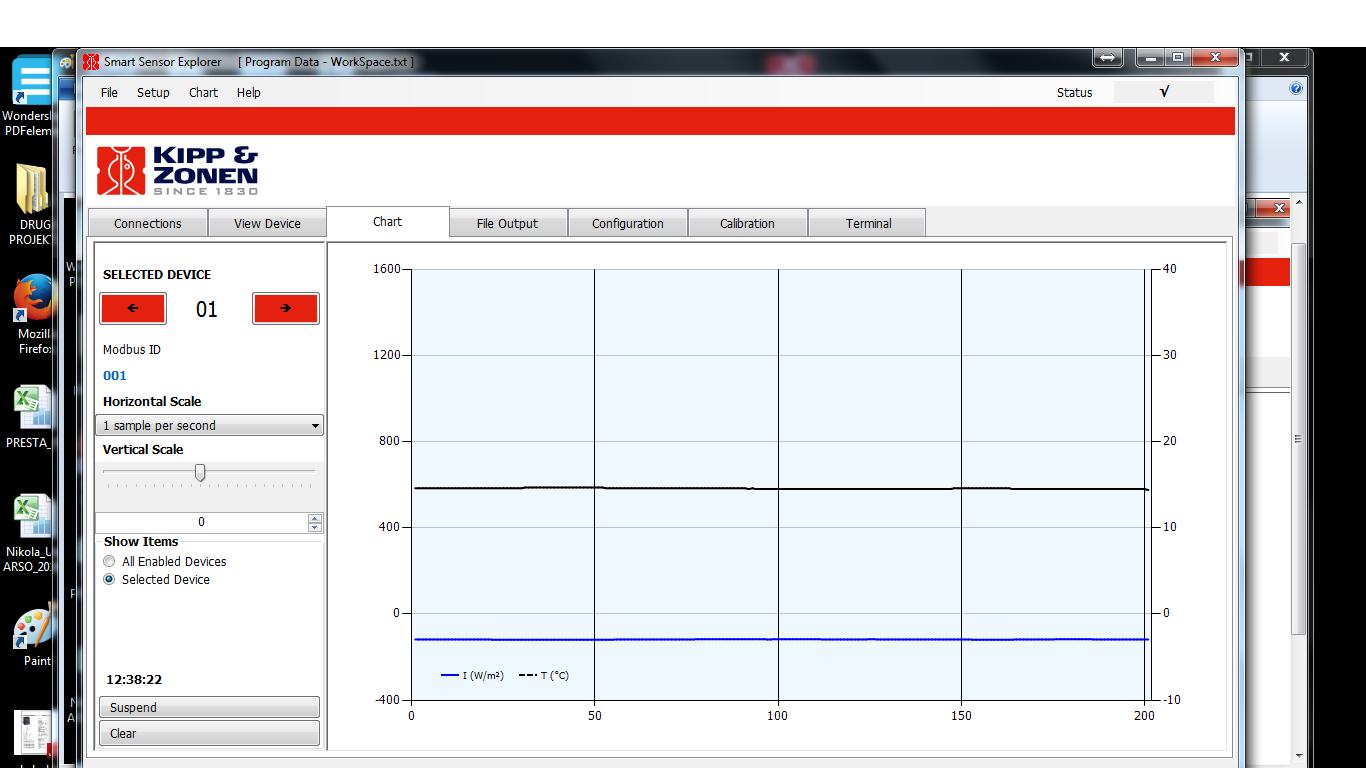 Smart Sensor Explorer [ Program Data - WorkSpace.txt ]
File Setup Chart Help Status √
KIPP & ZONEN
SINCE 1830
Connections View Device Chart File Output Configuration Calibration Terminal
SELECTED DEVICE
← 01 →
Modbus ID
001
Horizontal Scale
1 sample per second
Vertical Scale
0
Show Items
All Enabled Devices
Selected Device
12:38:22
Suspend
Clear
1600 40
1200 30
800 20
400 10
0 0
-400 -10
I (W/m²) T (°C)
0 50 100 150 200
Wondersh
PDFelem
DRUG
PROJEKT
Mozill
Firefox
PRESTA_
Nikola_U
ARSO_20
Paint